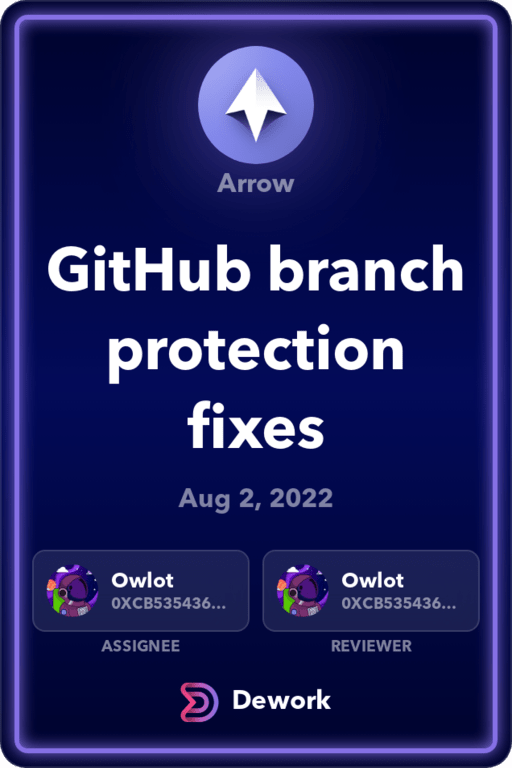 Arrow
GitHub branch
protection
fixes
Aug 2, 2022
Owlot
0XCB535436...
ASSIGNEE
Owlot
0XCB535436...
REVIEWER
Dework